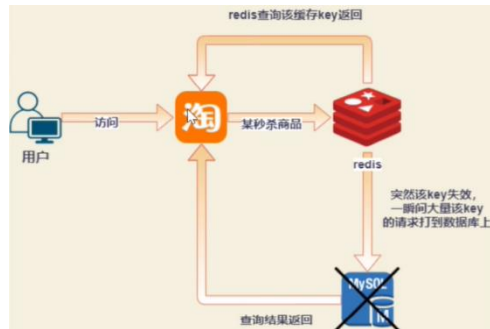 redis查询该缓存key返回
淘
访问
某秒杀商品
用户
redis
突然该key失效，
一瞬间大量该key
的请求打到数据库上
MySQL
查询结果返回